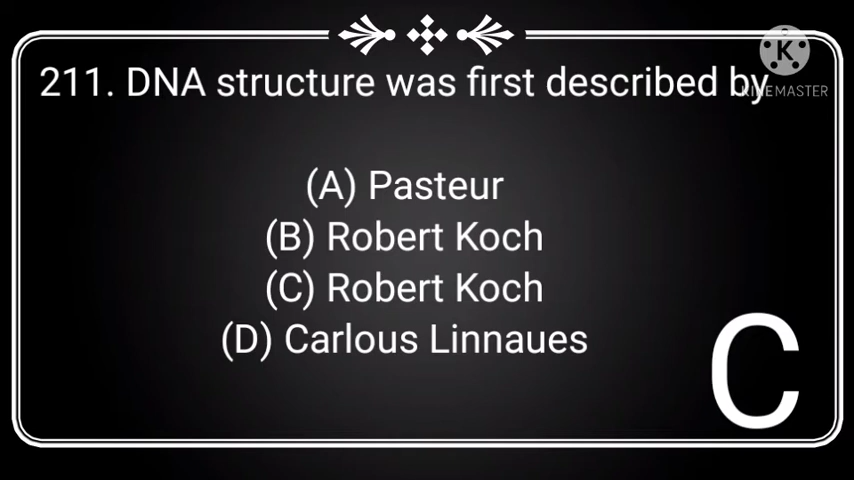 211. DNA structure was first described by
KINEMASTER
(A) Pasteur
(B) Robert Koch
(C) Robert Koch
(D) Carlous Linnaues
C